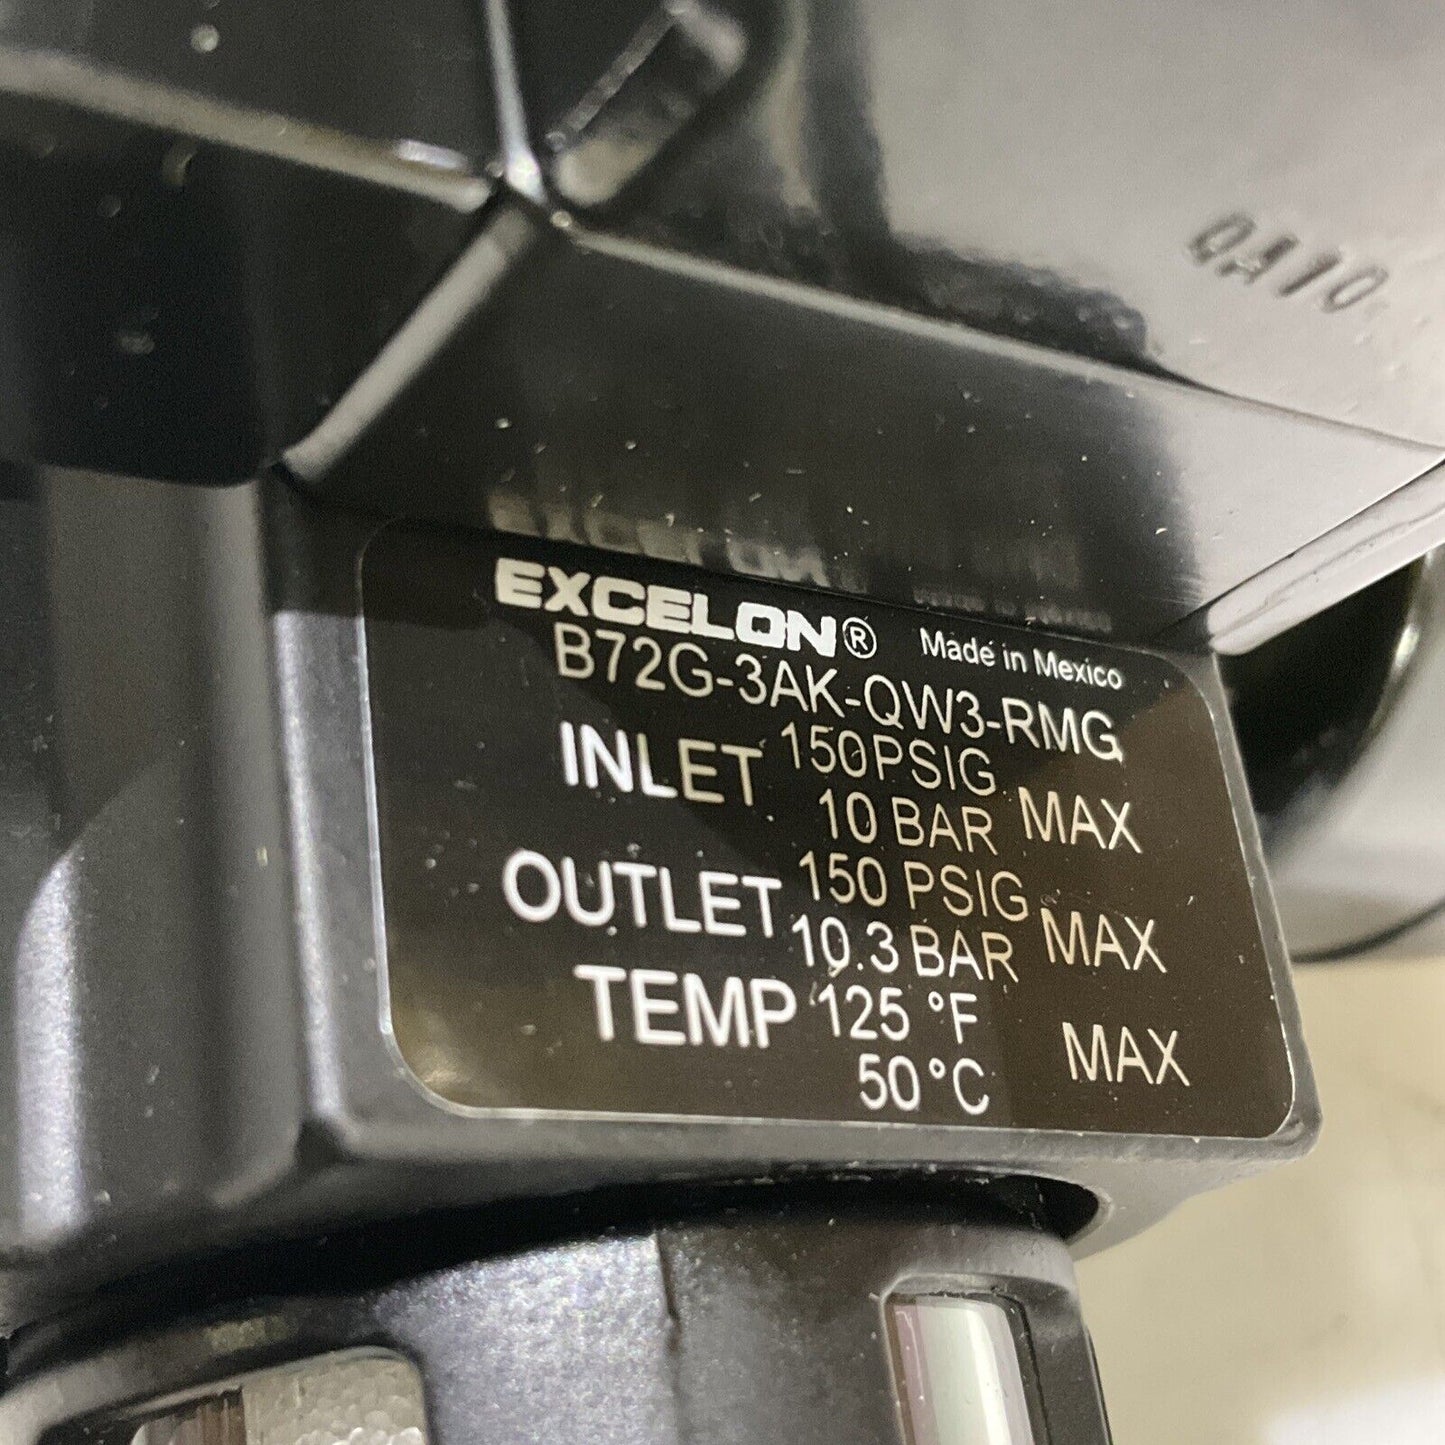 QA10
EXCELON® Made in Mexico
B72G-3AK-QW3-RMG
INLET 150PSIG
10 BAR MAX
OUTLET 150 PSIG
10.3 BAR MAX
TEMP 125 °F
50 °C MAX